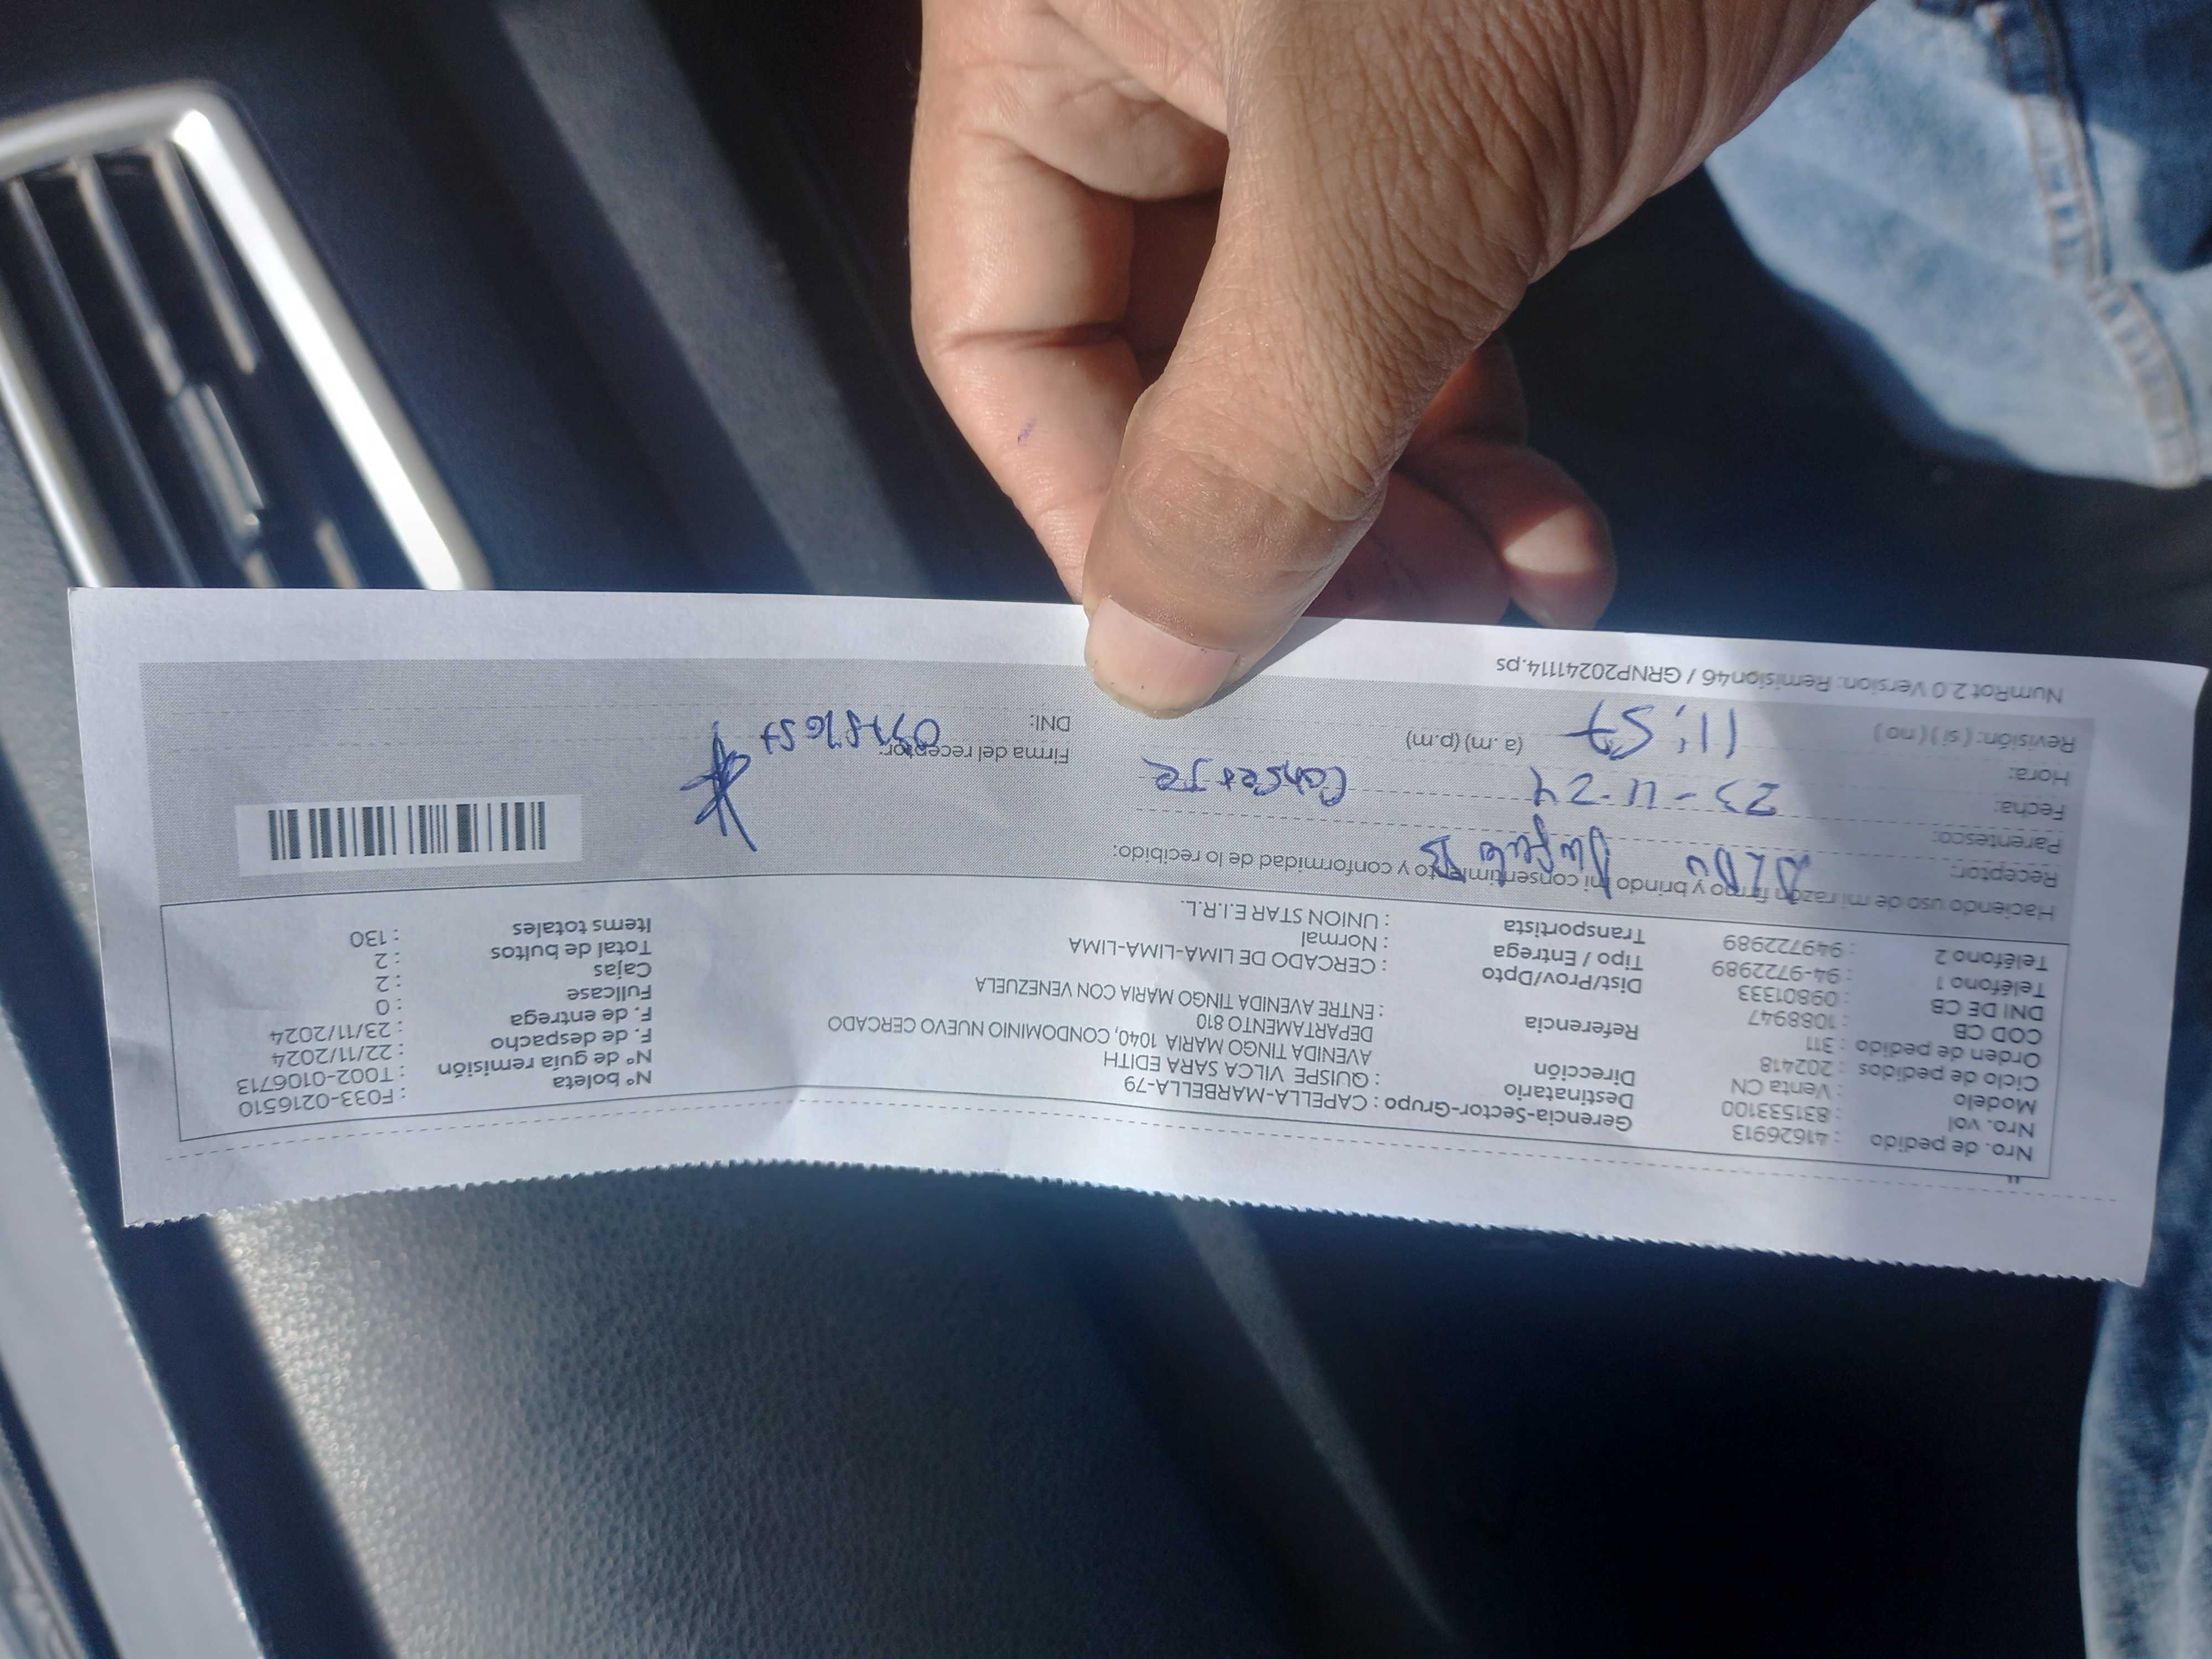 Nro. de pedido : 41626913
Nro. vol : 831533100
Modelo : Venta CN
Ciclo de pedidos : 202418
Orden de pedido : 311
COD CB : 1088947
DNI DE CB : 09801333
Teléfono 1 : 94-9722989
Teléfono 2 : 949722989
Gerencia-Sector-Grupo : CAPELLA-MARBELLA-79
Destinatario : QUISPE VILCA SARA EDITH
Dirección AVENIDA TINGO MARIA 1040, CONDOMINIO NUEVO CERCADO
DEPARTAMENTO 810
Referencia : ENTRE AVENIDA TINGO MARIA CON VENEZUELA
Dist/Prov/Dpto : CERCADO DE LIMA-LIMA-LIMA
Tipo / Entrega : Normal
Transportista : UNION STAR E.I.R.L.
Nº boleta : F033-0216510
Nº de guía remisión : T002-0106713
F. de despacho : 22/11/2024
F. de entrega : 23/11/2024
Fullcase : 0
Cajas : 2
Total de bultos : 2
Items totales : 130
Haciendo uso de mi razón firmo y brindo mi consentimiento y conformidad de lo recibido:
Receptor: ALDO
Parentesco: Conserje
Fecha: 23-11-24
Hora: 11:57 (a.m) (p.m)
Revisión: ( sí ) ( no )
Firma del receptor:
DNI:
NumRot 2.0 Version: Remision46 / GRNP20241114.ps